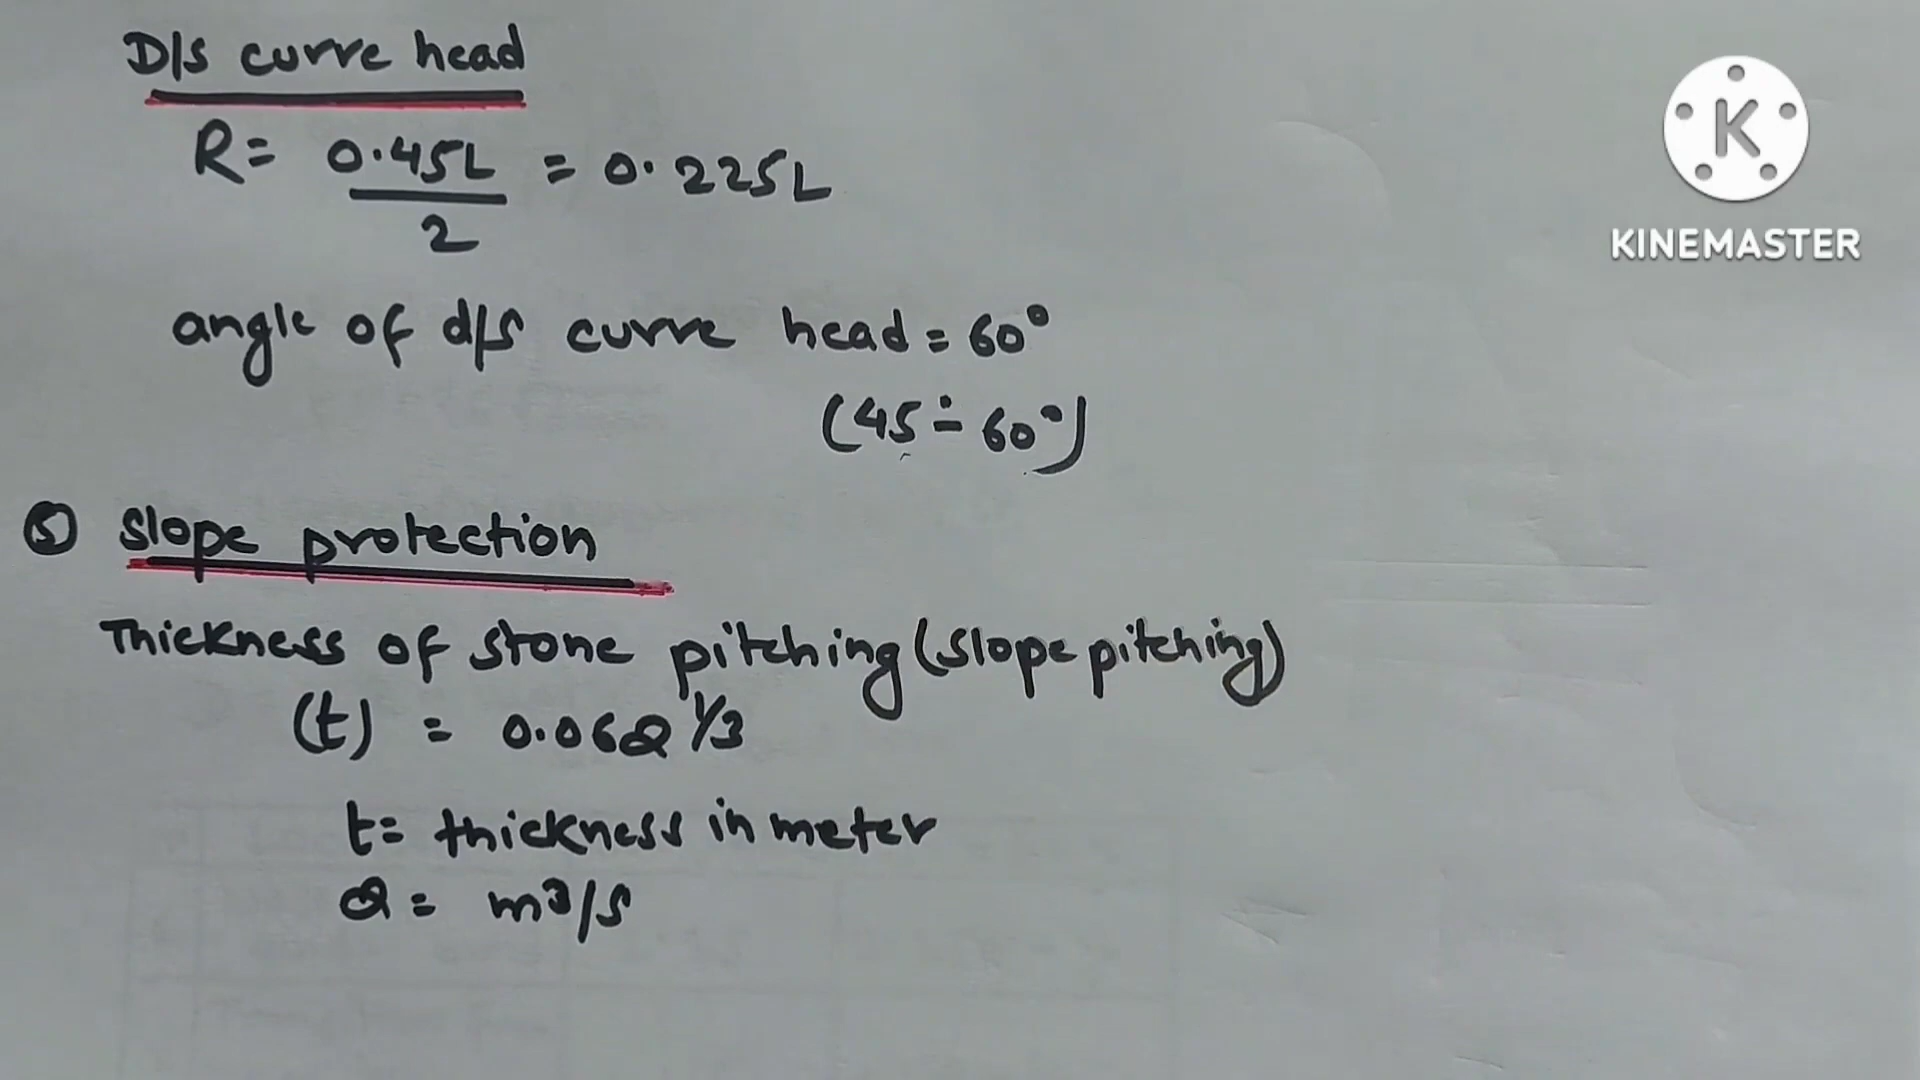 D/s curve head
R = 0.45L / 2 = 0.225L
angle of d/s curve head = 60°
(45° - 60°)
⑤ Slope protection
Thickness of stone pitching (slope pitching)
(t) = 0.06Q^1/3
t = thickness in meter
Q = m³/s
K
KINEMASTER